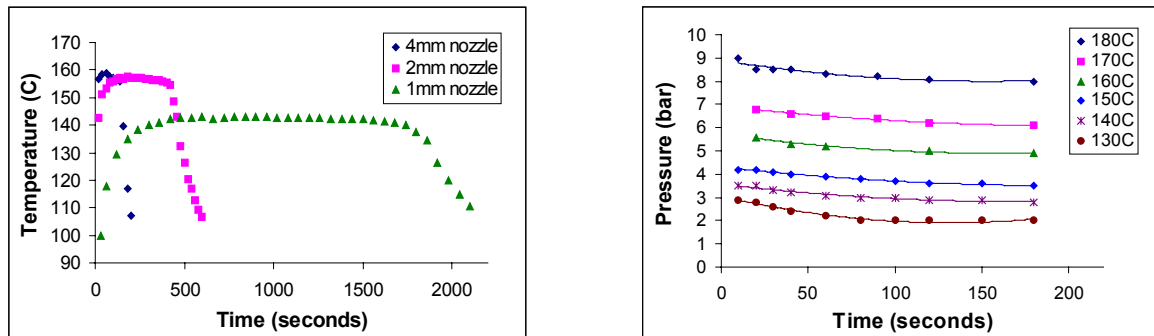 Temperature (C)
170
160
150
140
130
120
110
100
90
0
500
1000
1500
2000
Time (seconds)
4mm nozzle
2mm nozzle
1mm nozzle
Pressure (bar)
10
9
8
7
6
5
4
3
2
1
0
0
50
100
150
200
Time (seconds)
180C
170C
160C
150C
140C
130C